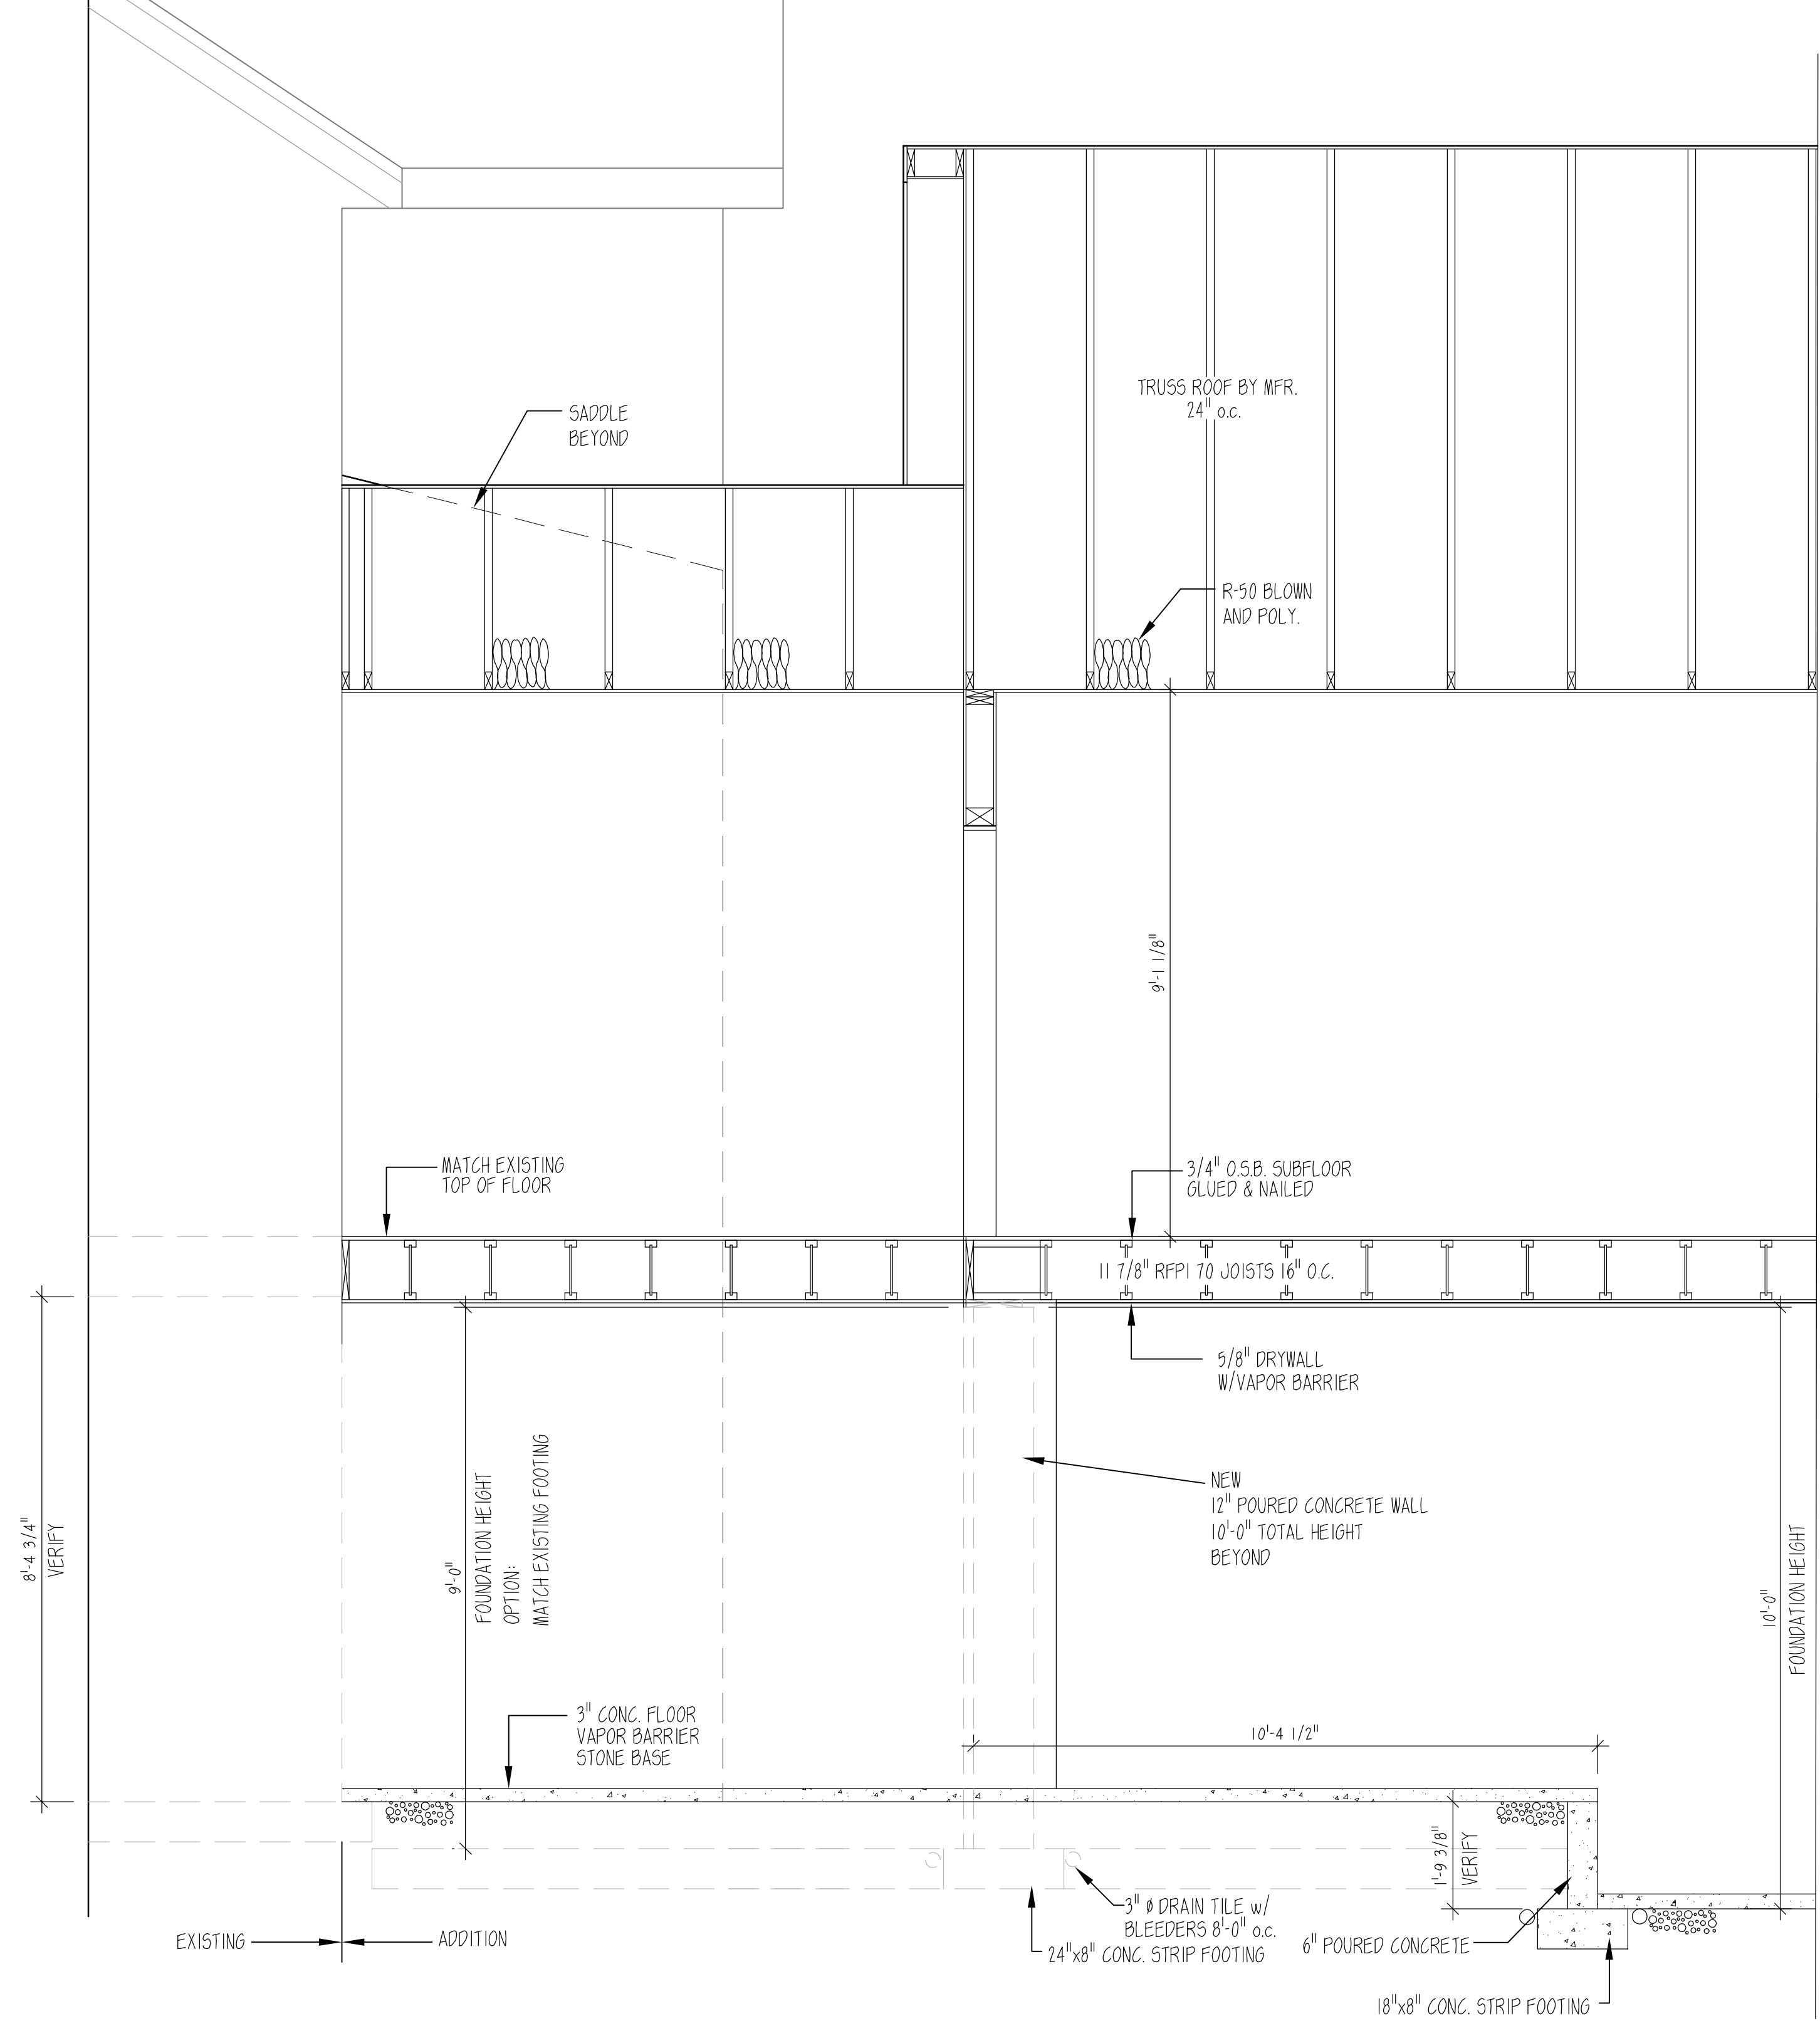 TRUSS ROOF BY MFR.
24" o.c.
SADDLE
BEYOND
R-50 BLOWN
AND POLY.
9'-1 1/8"
MATCH EXISTING
TOP OF FLOOR
3/4" O.S.B. SUBFLOOR
GLUED & NAILED
11 7/8" RFPI 70 JOISTS 16" O.C.
5/8" DRYWALL
W/VAPOR BARRIER
8'-4 3/4"
VERIFY
9'-0"
FOUNDATION HEIGHT
OPTION:
MATCH EXISTING FOOTING
NEW
12" POURED CONCRETE WALL
10'-0" TOTAL HEIGHT
BEYOND
10'-0"
FOUNDATION HEIGHT
3" CONC. FLOOR
VAPOR BARRIER
STONE BASE
10'-4 1/2"
1'-9 3/8"
VERIFY
3" Ø DRAIN TILE w/
BLEEDERS 8'-0" o.c.
24"x8" CONC. STRIP FOOTING
6" POURED CONCRETE
EXISTING
ADDITION
18"x8" CONC. STRIP FOOTING